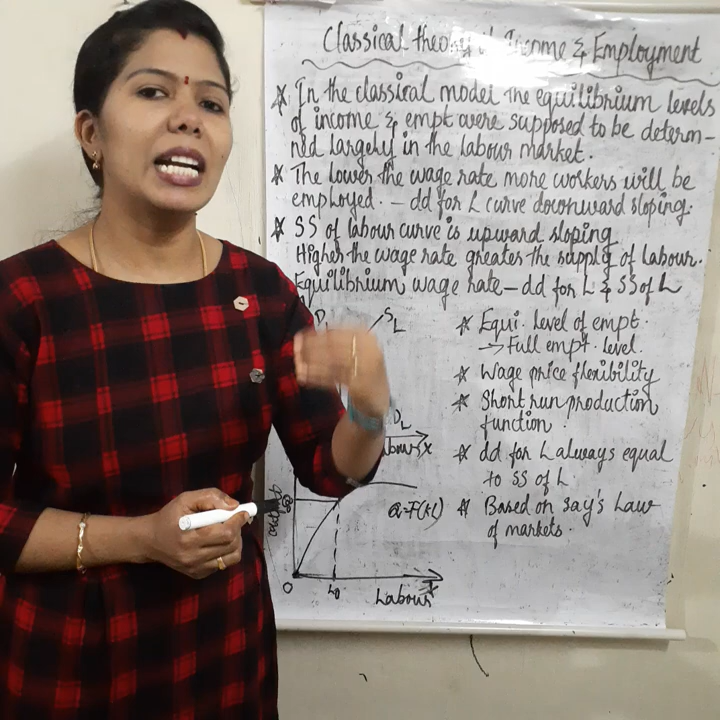 Classical theory of Income & Employment
* In the classical model the equilibrium levels
of income & empt were supposed to be determ-
ned largely in the labour market.
* The lower the wage rate more workers will be
employed. – dd for L curve downward sloping.
* SS of labour curve is upward sloping
Higher the wage rate greater the supply of labour.
Equilibrium wage rate – dd for L & SS of L
SL
DL
* Equi. level of empt.
→ Full empt. level.
* Wage price flexibility
* Short run production
function.
* dd for L always equal
to SS of L
* Based on say's Law
of markets.
O
L0
Labour